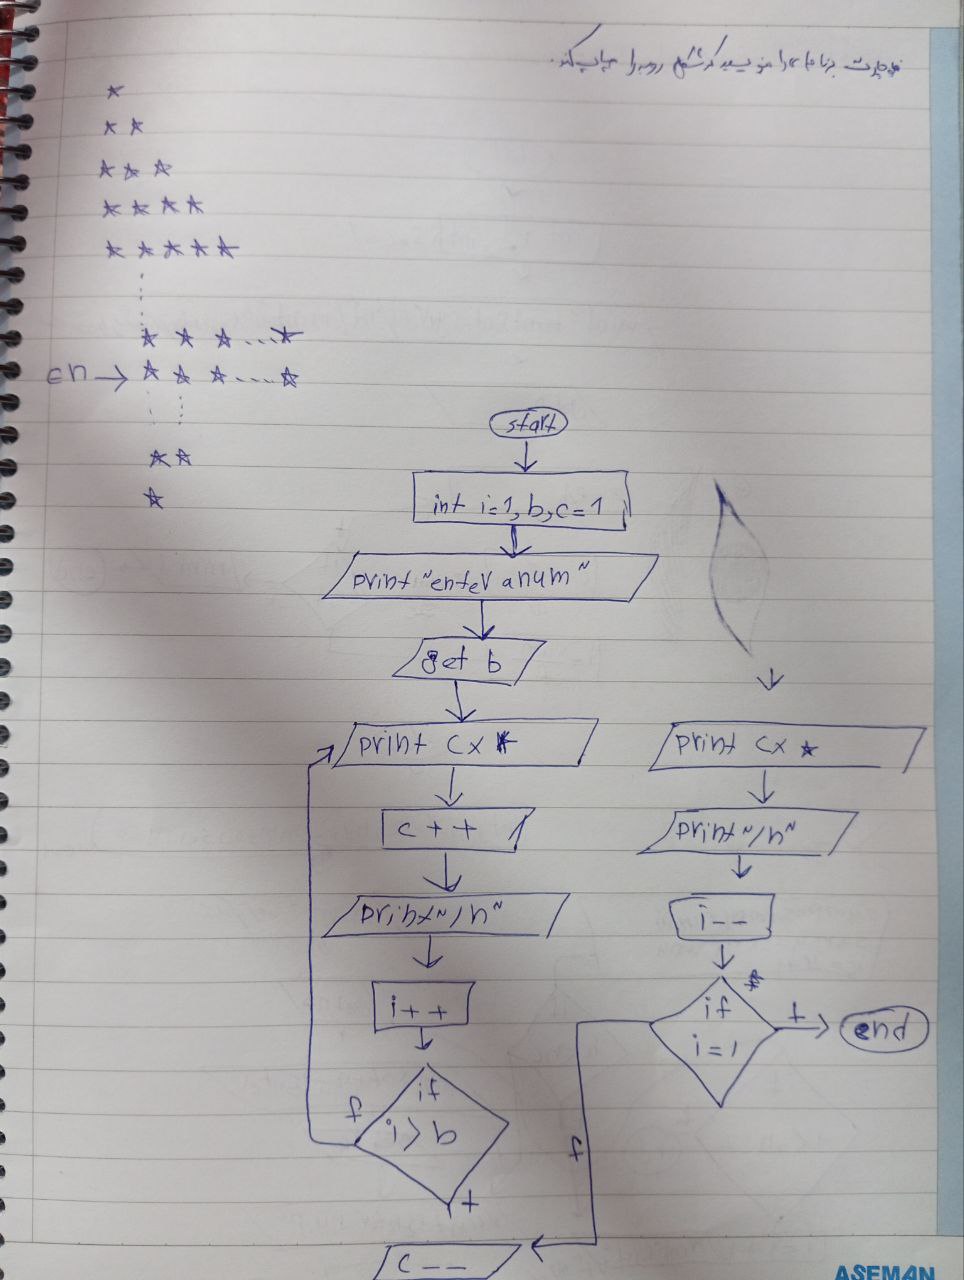 فلوچارت برنامه ای را بنویسید که شکل روبرو را چاپ کند.
*
* *
* * *
* * * *
* * * * *
* * * ... *
n → * * * .... *
* *
*
start
int i=1, b, c=1
print "enter a num"
get b
print c x *
c++
print "/n"
i++
if
i > b
f
t
c--
print c x *
print "/n"
i--
if
i=1
t
end
f
ASEMAN